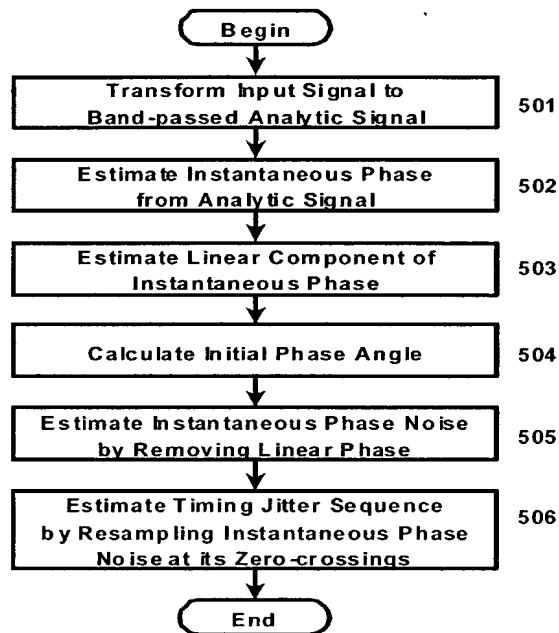 Begin
Transform Input Signal to
Band-passed Analytic Signal
501
Estimate Instantaneous Phase
from Analytic Signal
502
Estimate Linear Component of
Instantaneous Phase
503
Calculate Initial Phase Angle
504
Estimate Instantaneous Phase Noise
by Removing Linear Phase
505
Estimate Timing Jitter Sequence
by Resampling Instantaneous Phase
Noise at its Zero-crossings
506
End